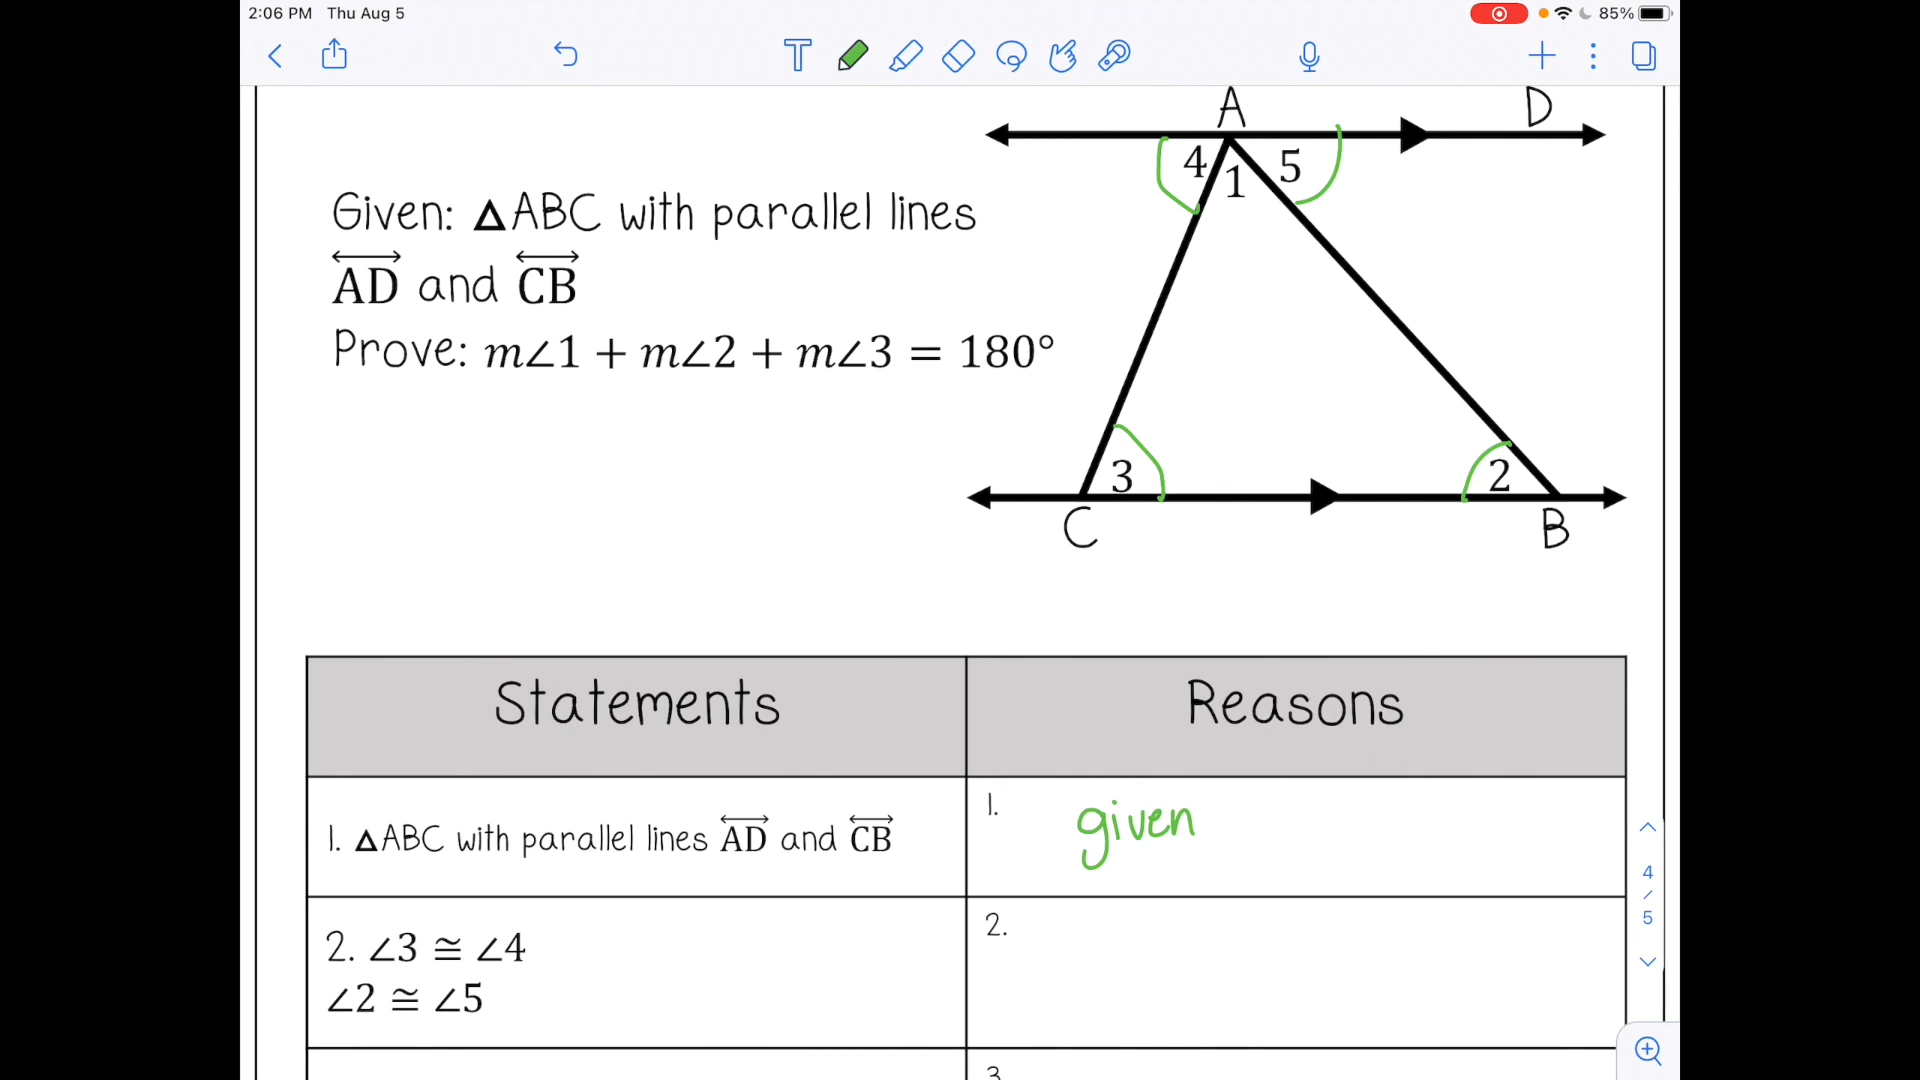 2:06 PM Thu Aug 5
85%
A
D
4
1
5
Given: △ABC with parallel lines
AD and CB
Prove: m∠1 + m∠2 + m∠3 = 180°
3
2
C
B
Statements
Reasons
1. △ABC with parallel lines AD and CB
1. given
2. ∠3 ≅ ∠4
∠2 ≅ ∠5
2.
3
4
/
5